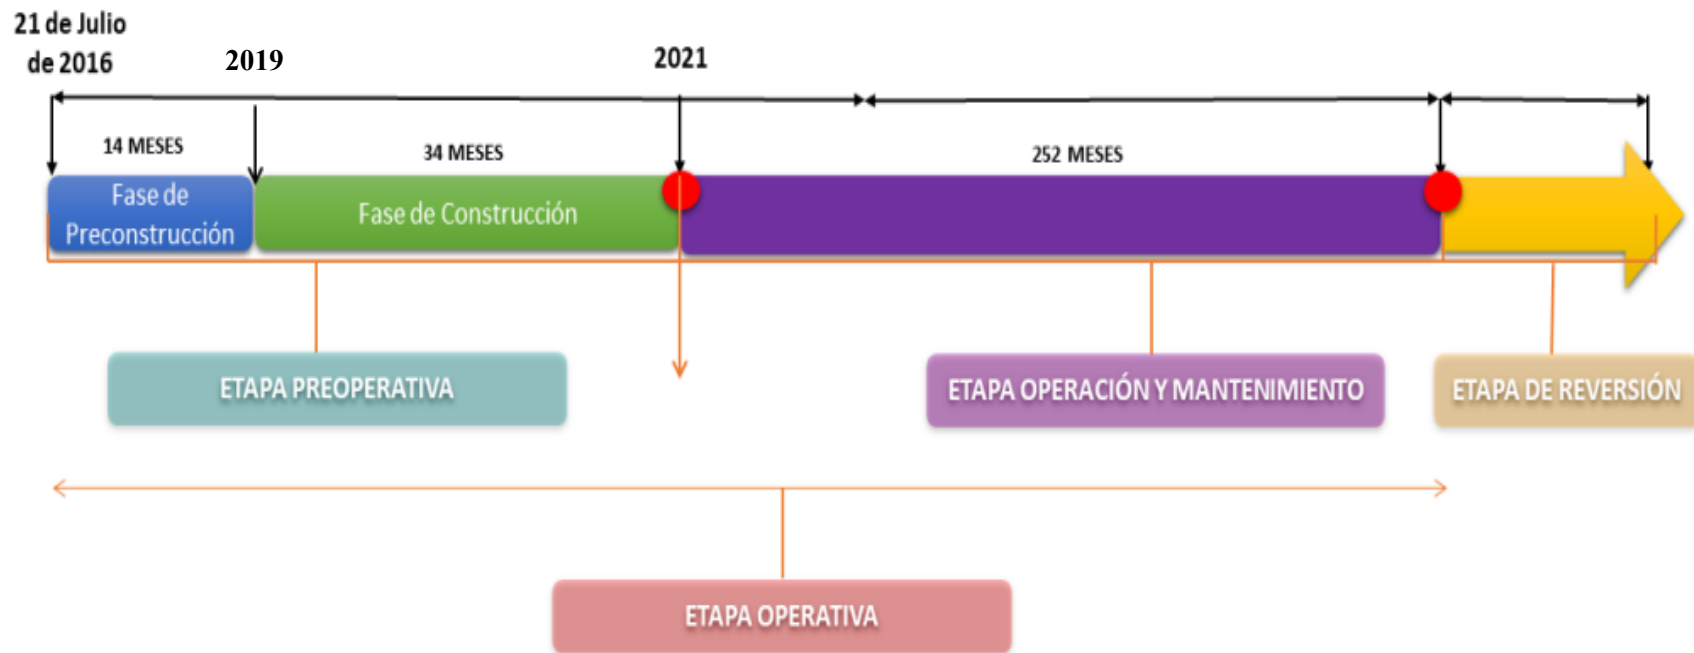 21 de Julio
de 2016
2019
2021
14 MESES
34 MESES
252 MESES
Fase de
Preconstrucción
Fase de Construcción
ETAPA PREOPERATIVA
ETAPA OPERACIÓN Y MANTENIMIENTO
ETAPA DE REVERSIÓN
ETAPA OPERATIVA